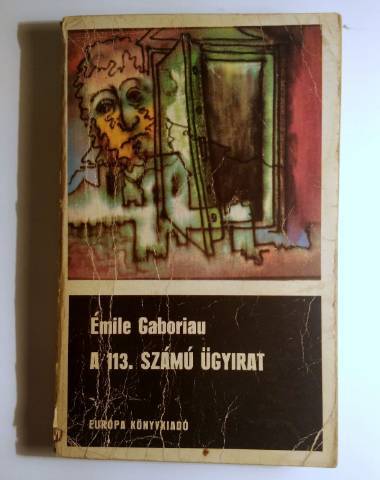 Émile Gaboriau
A 113. SZÁMÚ ÜGYIRAT
EURÓPA KÖNYVKIADÓ